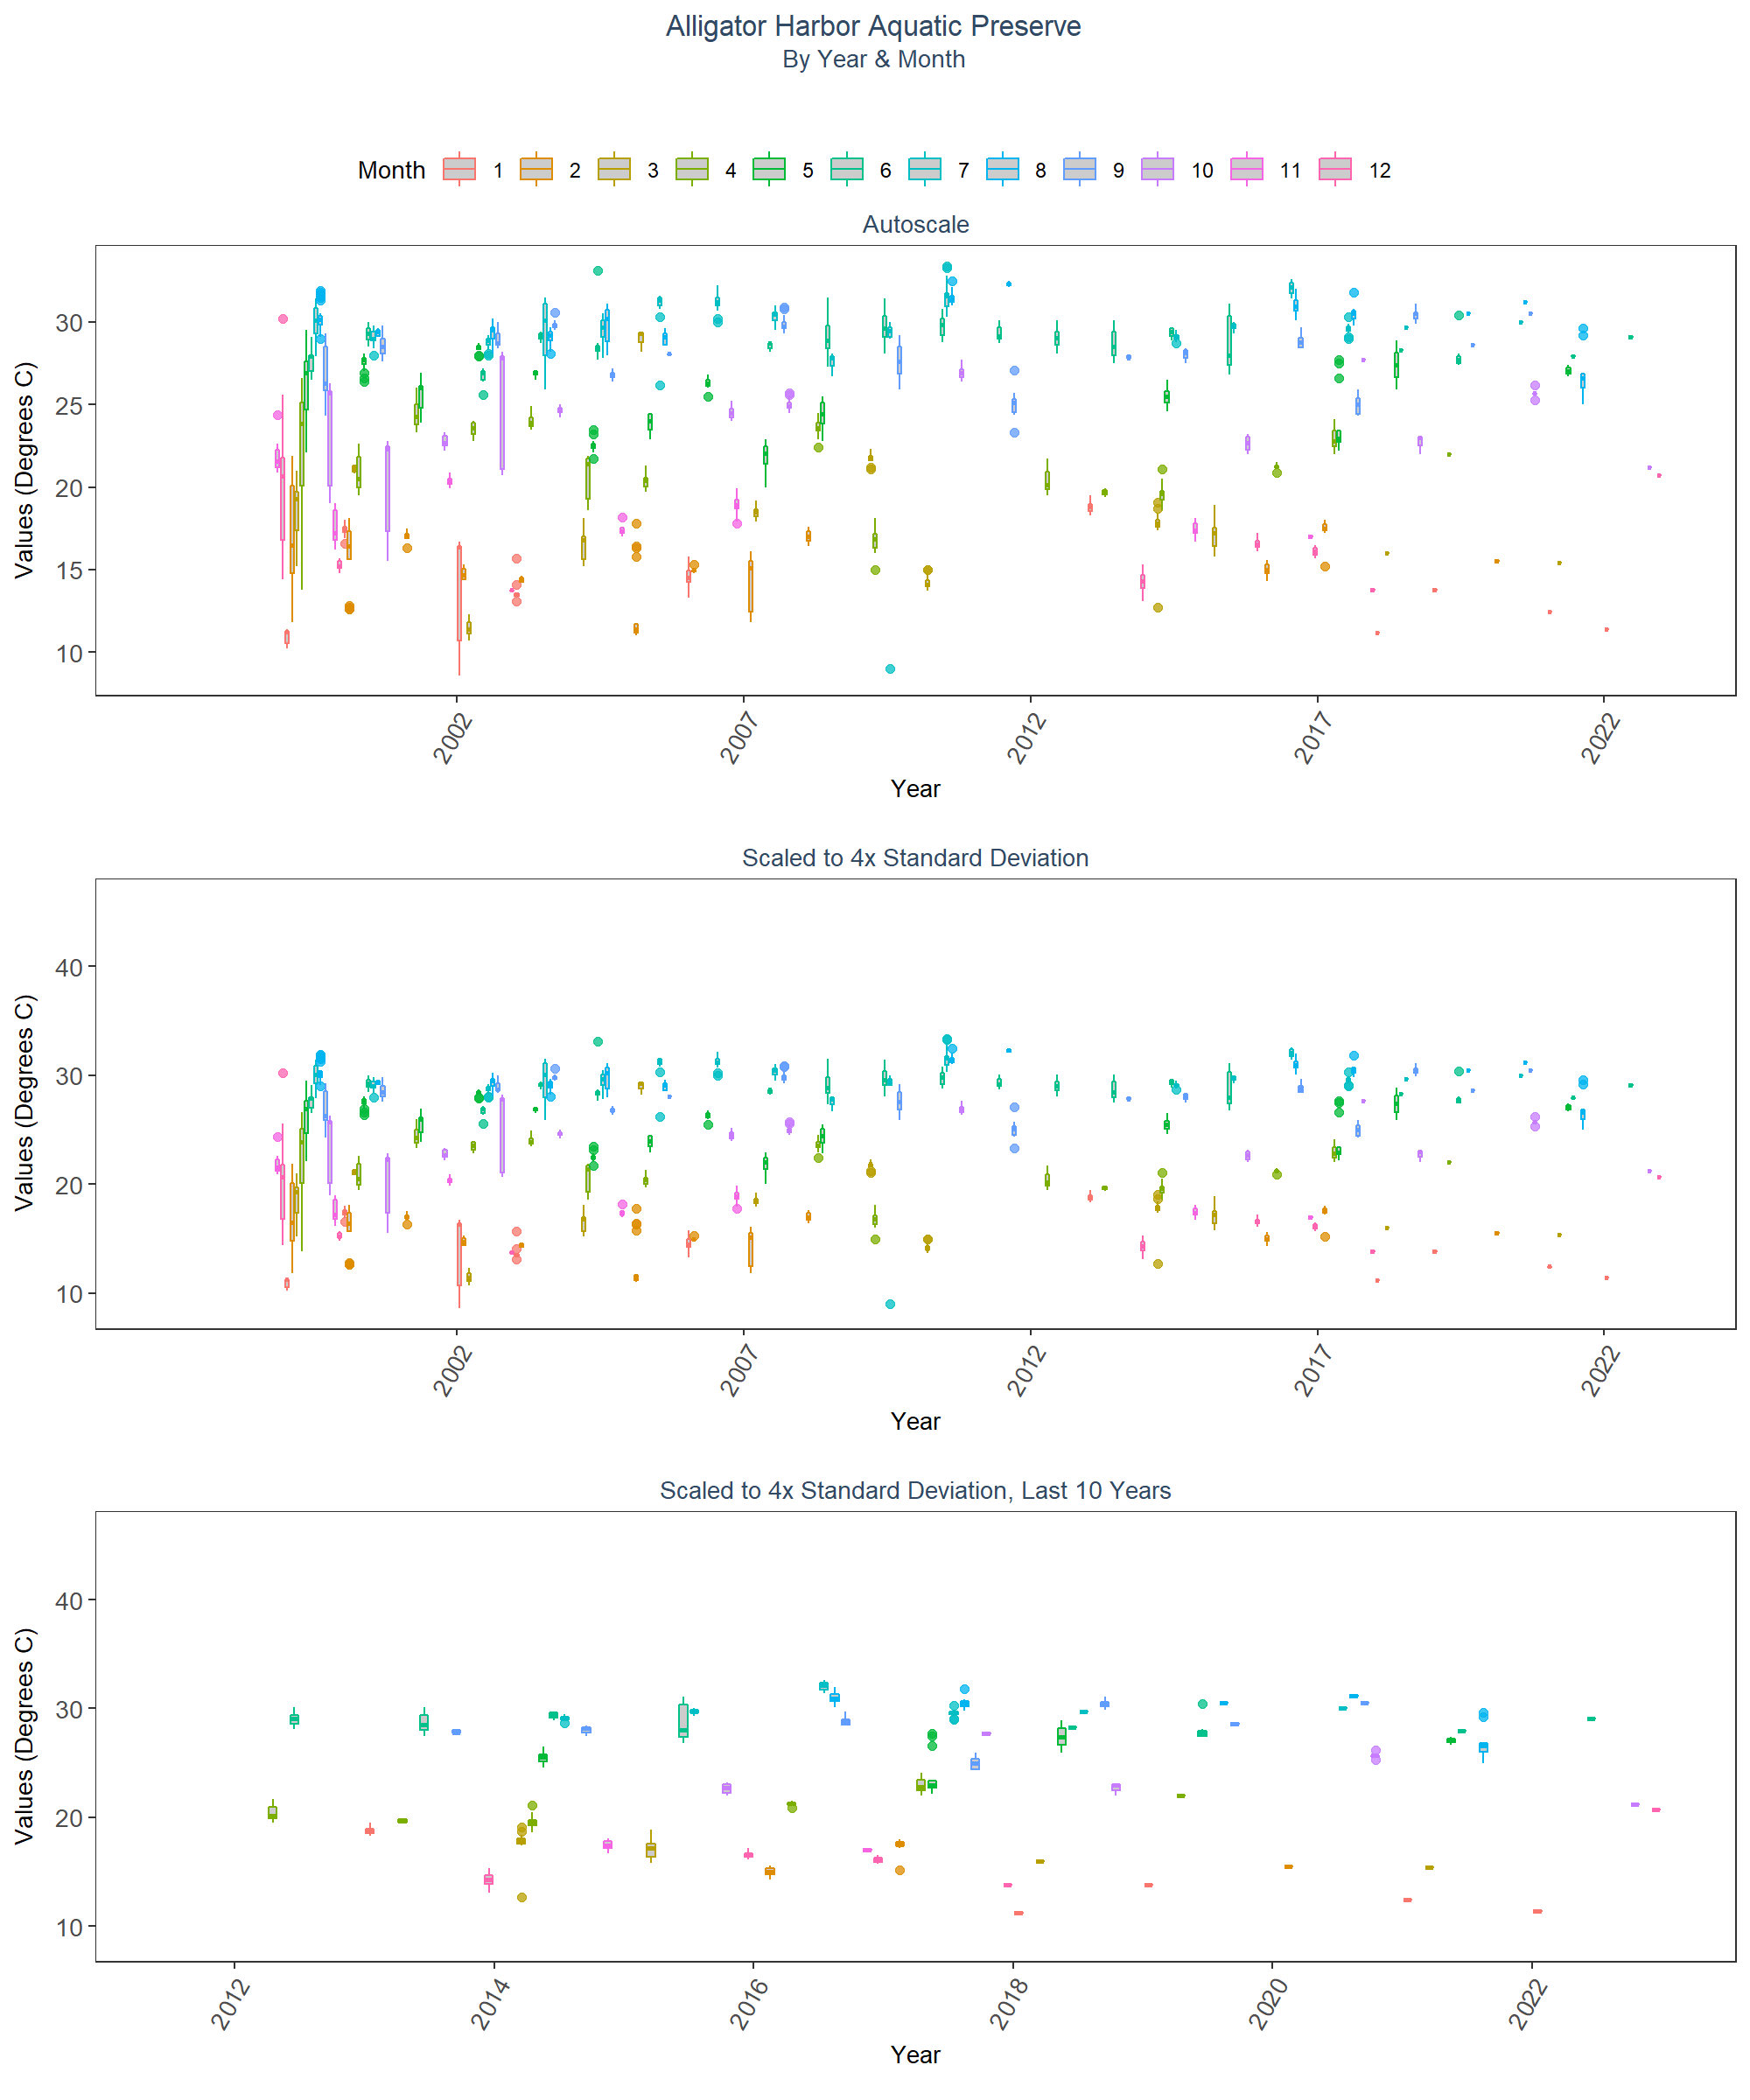 Alligator Harbor Aquatic Preserve
By Year & Month
Month 1 2 3 4 5 6 7 8 9 10 11 12
Autoscale
Values (Degrees C)
30
25
20
15
10
2002 2007 2012 2017 2022
Year
Scaled to 4x Standard Deviation
Values (Degrees C)
40
30
20
10
2002 2007 2012 2017 2022
Year
Scaled to 4x Standard Deviation, Last 10 Years
Values (Degrees C)
40
30
20
10
2012 2014 2016 2018 2020 2022
Year